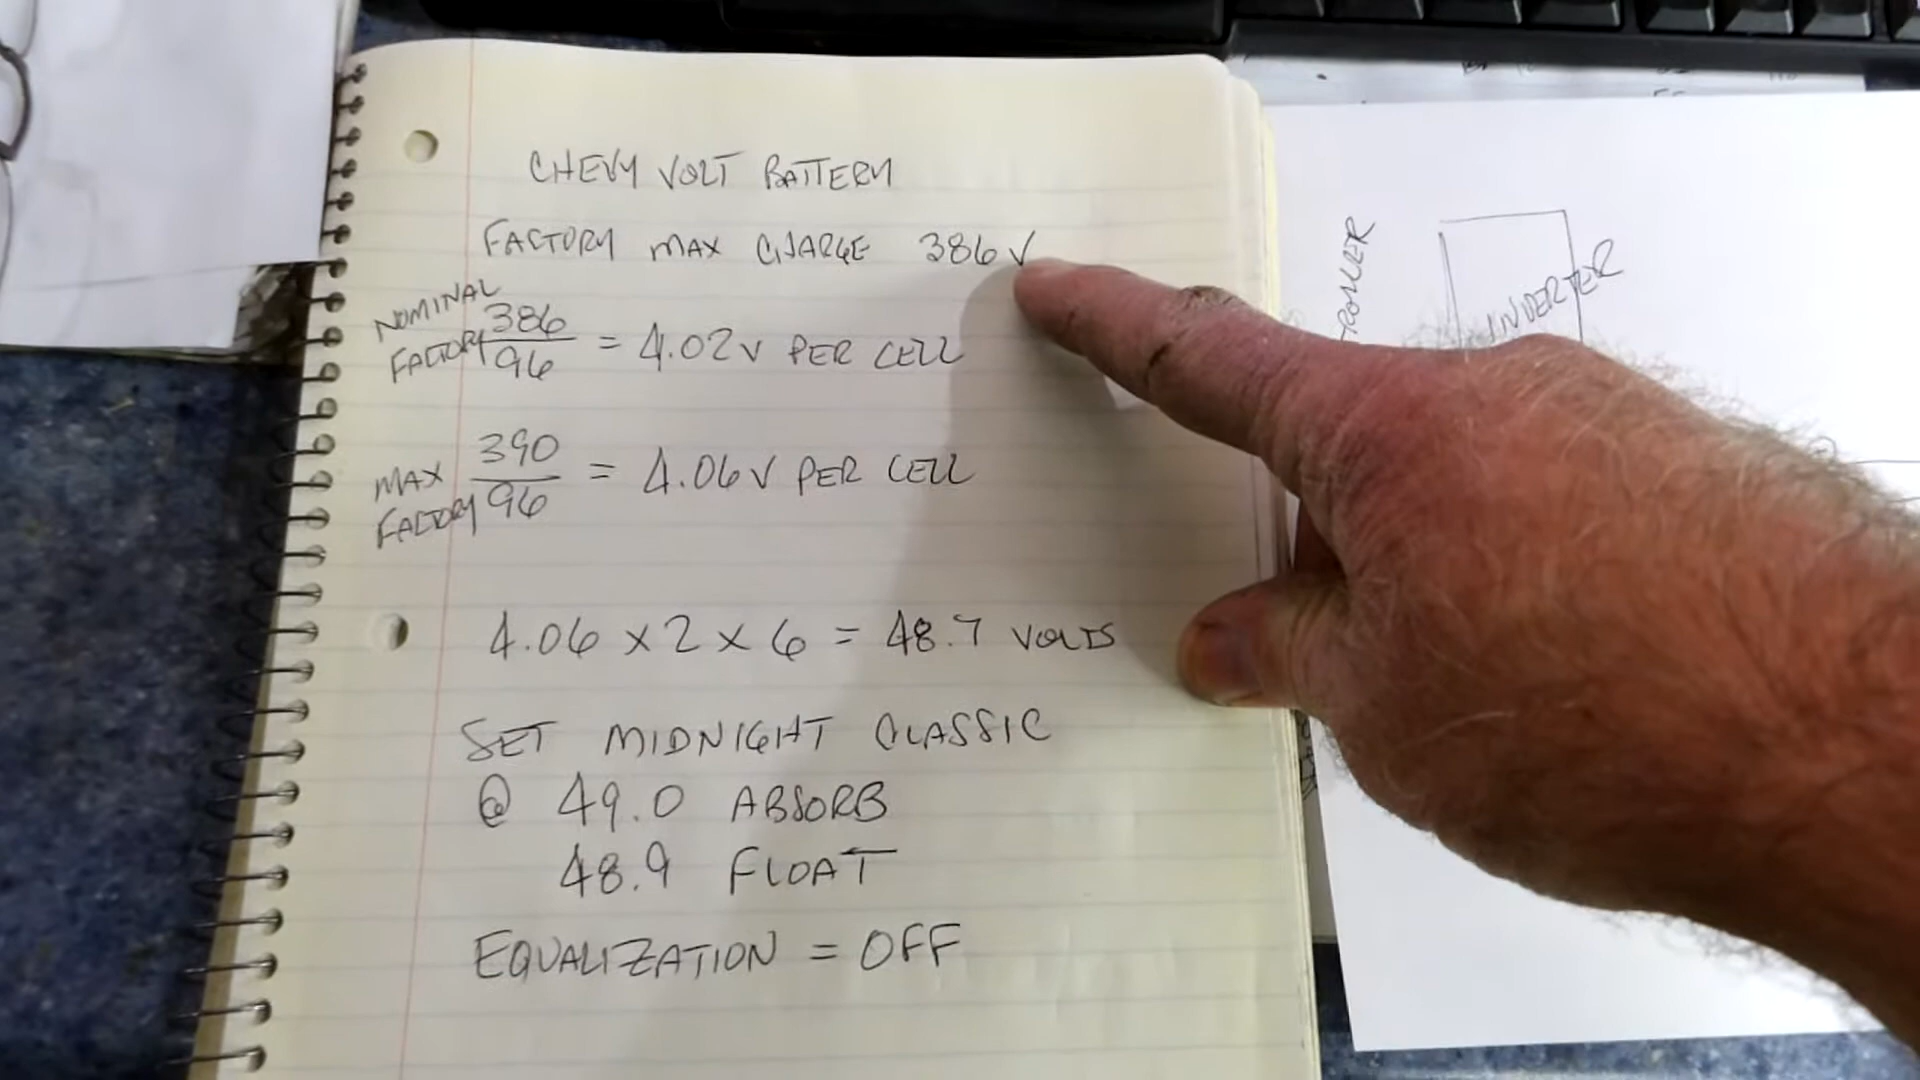 CHEVY VOLT BATTERY
FACTORY MAX CHARGE 386 V
NOMINAL
FACTORY 386/96 = 4.02V PER CELL
MAX
FACTORY 390/96 = 4.06V PER CELL
4.06 x 2 x 6 = 48.7 VOLTS
SET MIDNIGHT CLASSIC
@ 49.0 ABSORB
48.9 FLOAT
EQUALIZATION = OFF
INVERTER